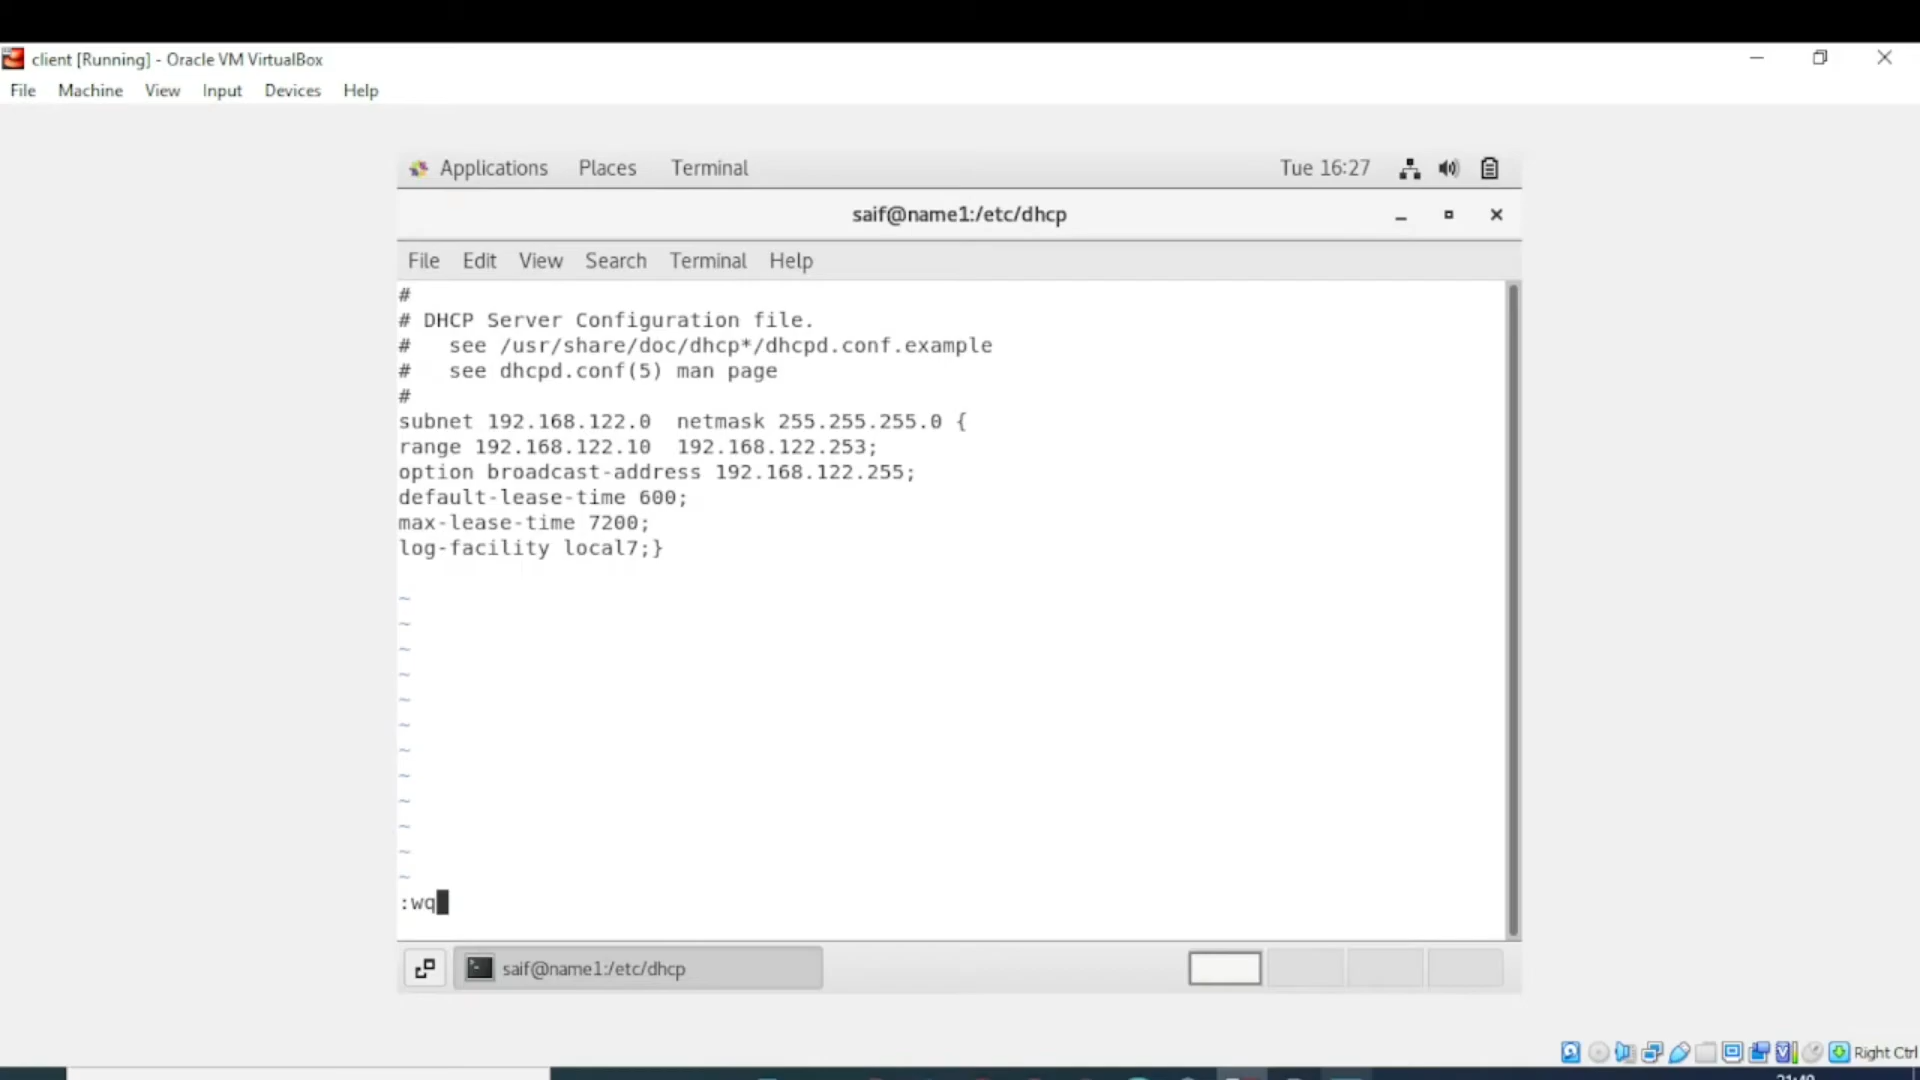 client [Running] - Oracle VM VirtualBox
File Machine View Input Devices Help
Applications Places Terminal Tue 16:27
saif@name1:/etc/dhcp
File Edit View Search Terminal Help
#
# DHCP Server Configuration file.
#   see /usr/share/doc/dhcp*/dhcpd.conf.example
#   see dhcpd.conf(5) man page
#
subnet 192.168.122.0  netmask 255.255.255.0 {
range 192.168.122.10  192.168.122.253;
option broadcast-address 192.168.122.255;
default-lease-time 600;
max-lease-time 7200;
log-facility local7;}
~
~
~
~
~
~
~
~
~
~
~
~
:wq
saif@name1:/etc/dhcp
Right Ctrl